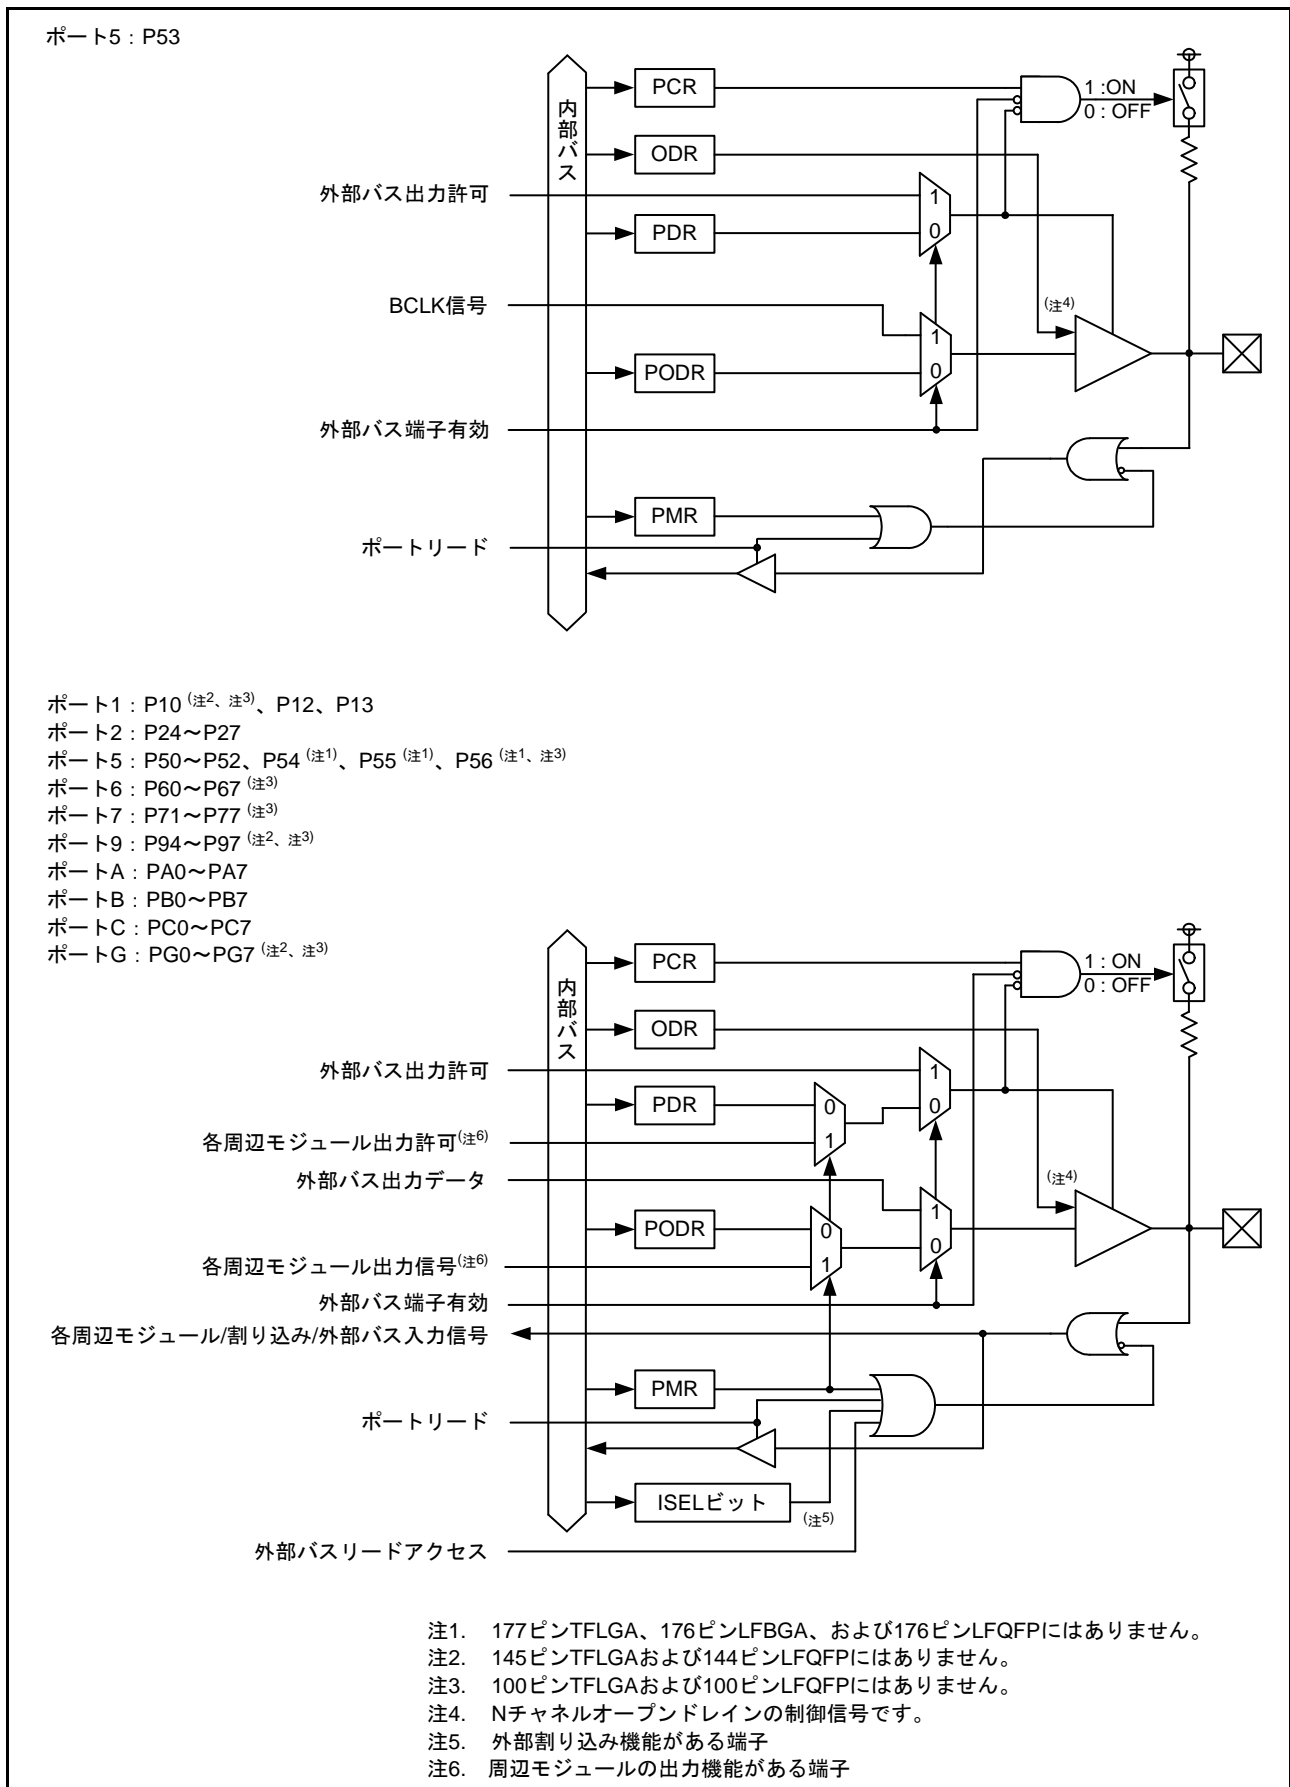 ポート5：P53
内部バス
PCR
1 :ON
0 : OFF
ODR
外部バス出力許可
1
PDR
0
BCLK信号
(注4)
1
PODR
0
外部バス端子有効
PMR
ポートリード
ポート1：P10 (注2、注3)、P12、P13
ポート2：P24～P27
ポート5：P50～P52、P54 (注1)、P55 (注1)、P56 (注1、注3)
ポート6：P60～P67 (注3)
ポート7：P71～P77 (注3)
ポート9：P94～P97 (注2、注3)
ポートA：PA0～PA7
ポートB：PB0～PB7
ポートC：PC0～PC7
ポートG：PG0～PG7 (注2、注3)
内部バス
PCR
1 : ON
0 : OFF
ODR
外部バス出力許可
1
PDR
0
0
各周辺モジュール出力許可(注6)
1
外部バス出力データ
(注4)
1
PODR
0
0
各周辺モジュール出力信号(注6)
1
外部バス端子有効
各周辺モジュール/割り込み/外部バス入力信号
PMR
ポートリード
ISELビット
(注5)
外部バスリードアクセス
注1. 177ピンTFLGA、176ピンLFBGA、および176ピンLFQFPにはありません。
注2. 145ピンTFLGAおよび144ピンLFQFPにはありません。
注3. 100ピンTFLGAおよび100ピンLFQFPにはありません。
注4. Nチャネルオープンドレインの制御信号です。
注5. 外部割り込み機能がある端子
注6. 周辺モジュールの出力機能がある端子